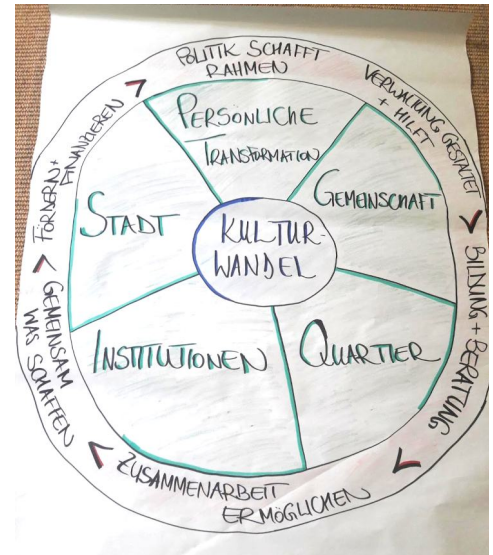 POLITIK SCHAFFT
RAHMEN
VERWALTUNG GESTALTET
+ HILFT
BILDUNG + BERATUNG
ZUSAMMENARBEIT
ERMÖGLICHEN
GEMEINSAM
WAS SCHAFFEN
FÖRDERN +
FINANZIEREN
PERSÖNLICHE
TRANSFORMATION
GEMEINSCHAFT
QUARTIER
INSTITUTIONEN
STADT
KULTUR-
WANDEL